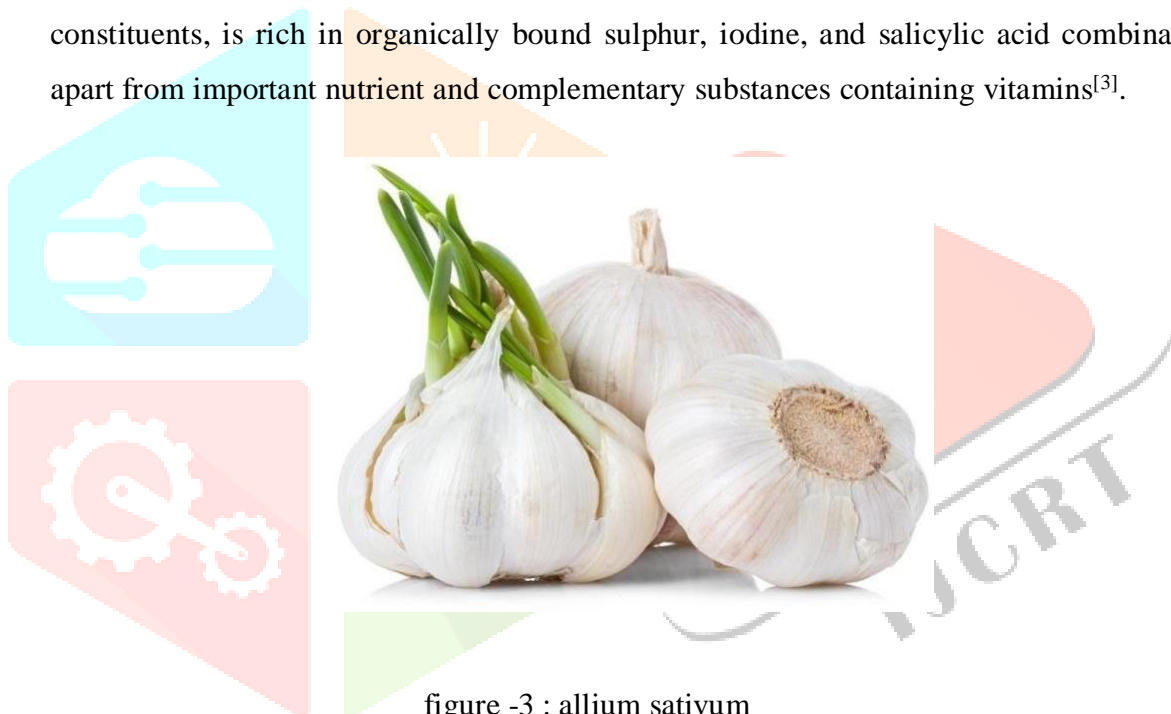 constituents, is rich in organically bound sulphur, iodine, and salicylic acid combina
apart from important nutrient and complementary substances containing vitamins[3].
IJCRT
figure -3 : allium sativum